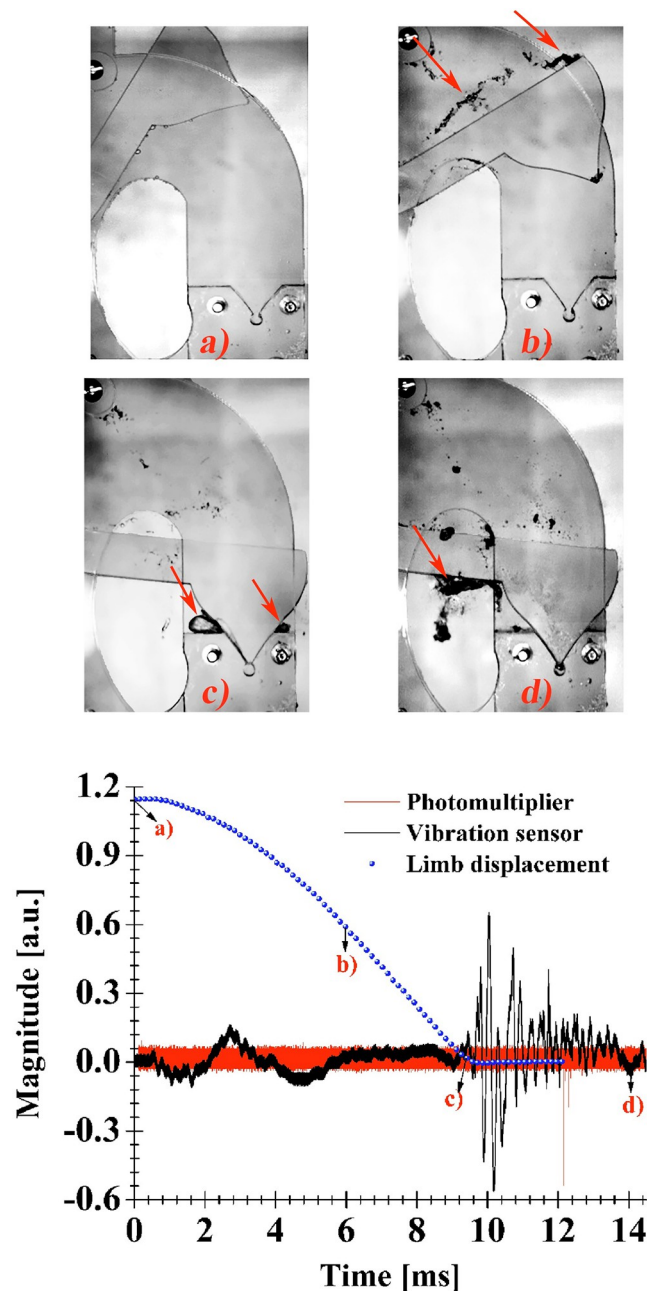 a)
b)
c)
d)
1.2
0.9
0.6
0.3
0.0
-0.3
-0.6
Magnitude [a.u.]
Photomultiplier
Vibration sensor
Limb displacement
a)
b)
c)
d)
0 2 4 6 8 10 12 14
Time [ms]